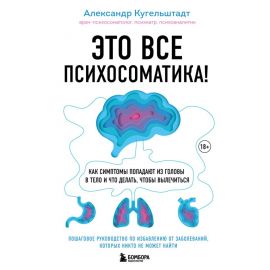 Александр Кугельштадт
врач-психосоматолог, психиатр, психоаналитик
ЭТО ВСЕ
ПСИХОСОМАТИКА!
18+
КАК СИМПТОМЫ ПОПАДАЮТ ИЗ ГОЛОВЫ
В ТЕЛО И ЧТО ДЕЛАТЬ, ЧТОБЫ ВЫЛЕЧИТЬСЯ
ПОШАГОВОЕ РУКОВОДСТВО ПО ИЗБАВЛЕНИЮ ОТ ЗАБОЛЕВАНИЙ,
КОТОРЫХ НИКТО НЕ МОЖЕТ НАЙТИ
БОМБОРА